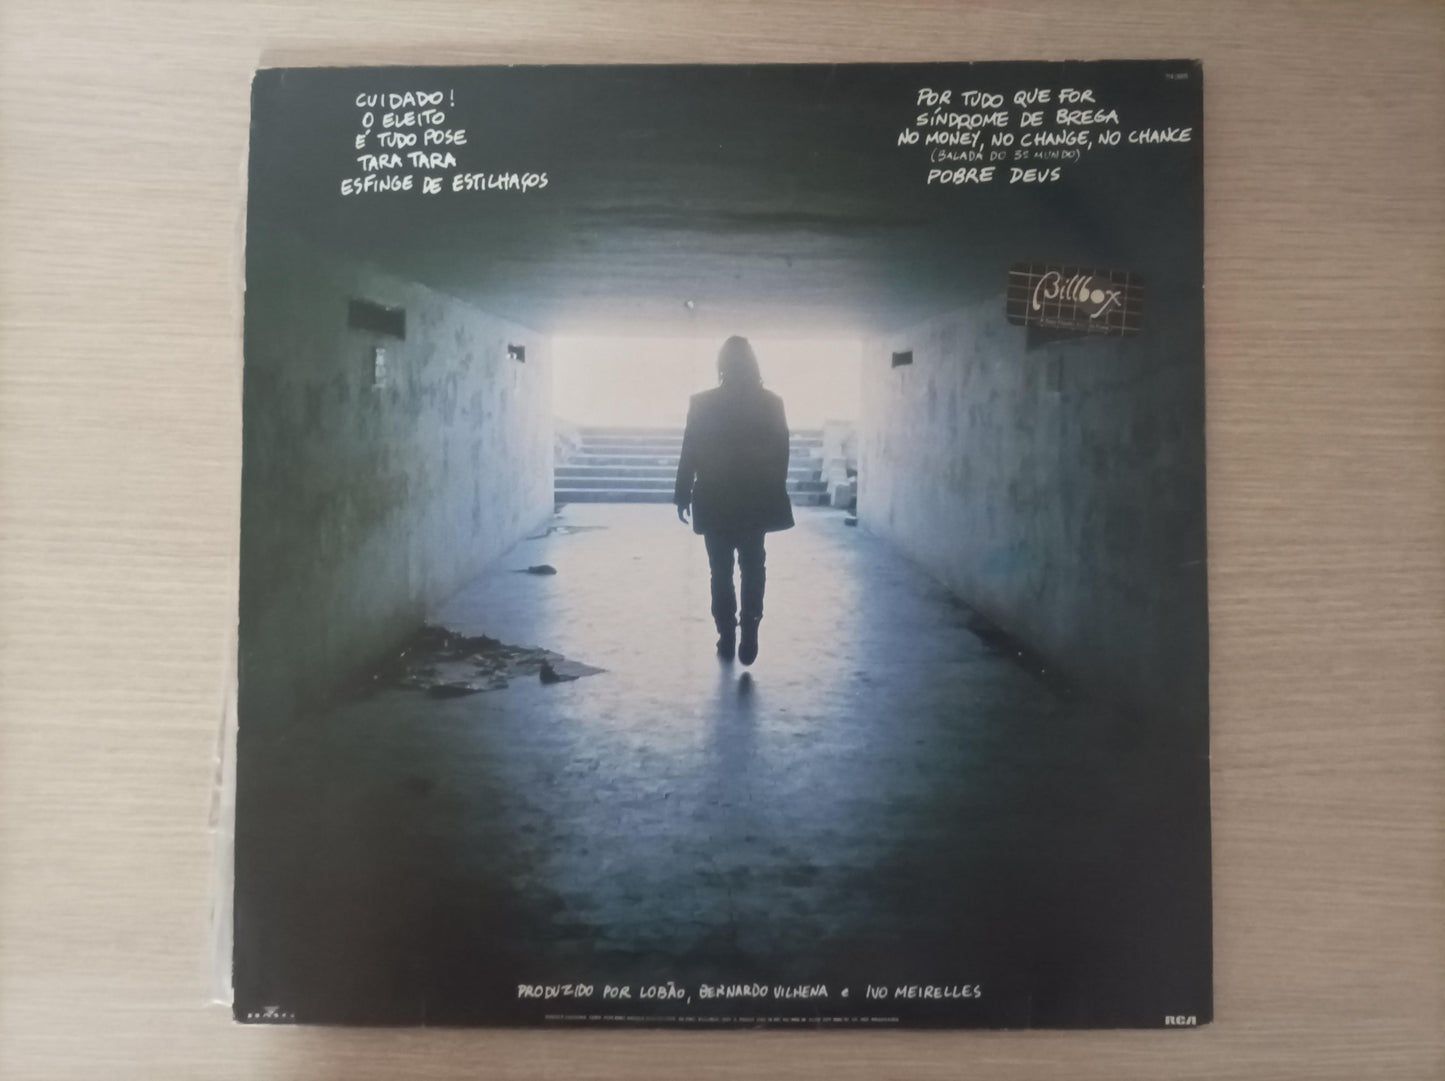 CUIDADO!
O ELEITO
É TUDO POSE
TARA TARA
ESFINGE DE ESTILHAÇOS
POR TUDO QUE FOR
SÍNDROME DE BREGA
NO MONEY, NO CHANGE, NO CHANCE
(BALADA DO 3º MUNDO)
POBRE DEUS
Billbox
PRODUZIDO POR LOBÃO, BERNARDO VILHENA e IVO MEIRELLES
RCA